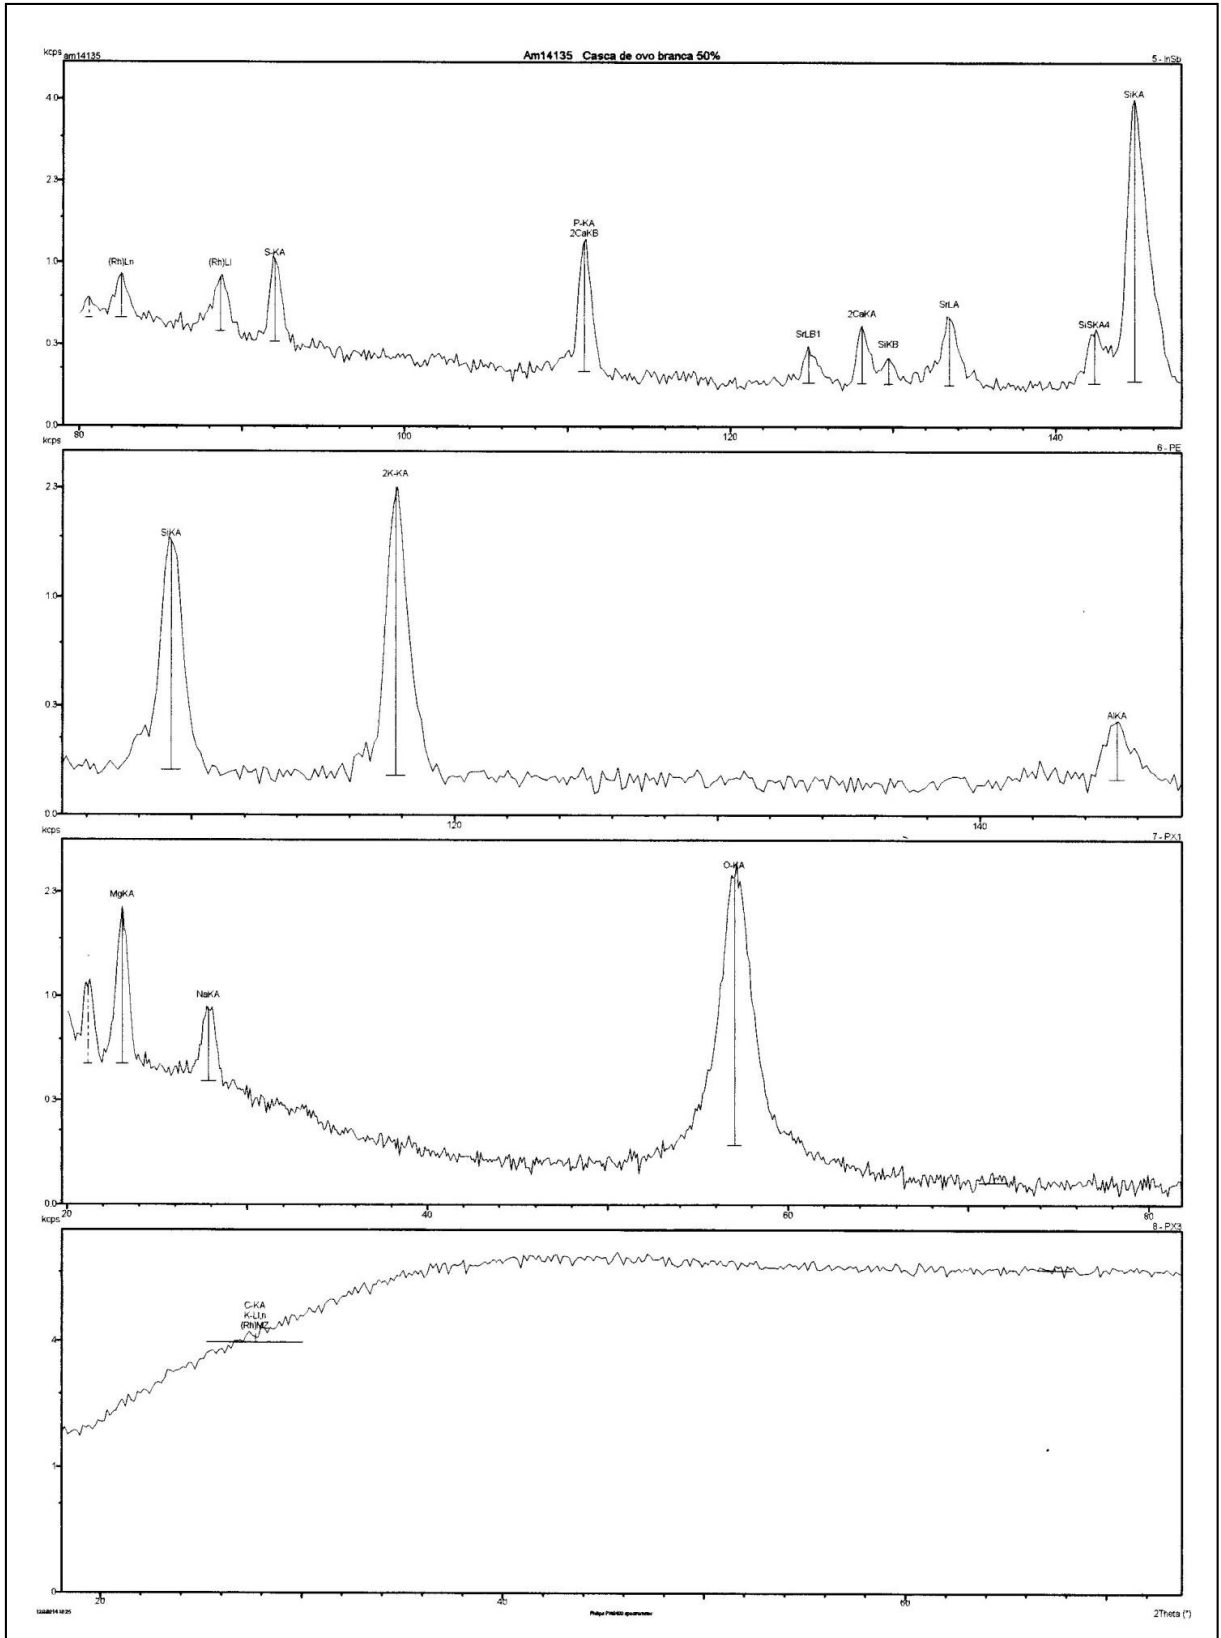 kcps am14135
Am14135 Casca de ovo branca 50%
5 - InSb
4.0
2.3
1.0
0.3
0.0
(Rh)Ln
(Rh)Ll
S-KA
P-KA
2CaKB
SrLB1
2CaKA
SiKB
SrLA
SiSKA4
SiKA
80
100
120
140
kcps
6 - PE
2.3
1.0
0.3
0.0
SiKA
2K-KA
AlKA
120
140
kcps
7 - PX1
2.3
1.0
0.3
0.0
MgKA
NaKA
O-KA
20
40
60
80
kcps
8 - PX3
4
1
0
C-KA
K-Ll,n
(Rh)MZ
20
40
60
2Theta (°)
spectrometer